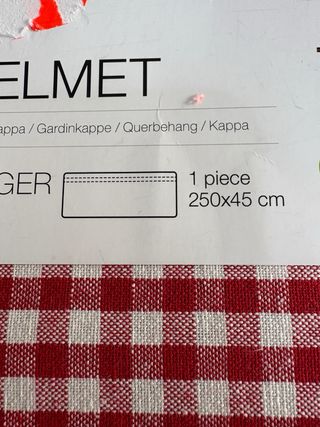 ELMET
appa / Gardinkappe / Querbehang / Kappa
GER
1 piece
250x45 cm